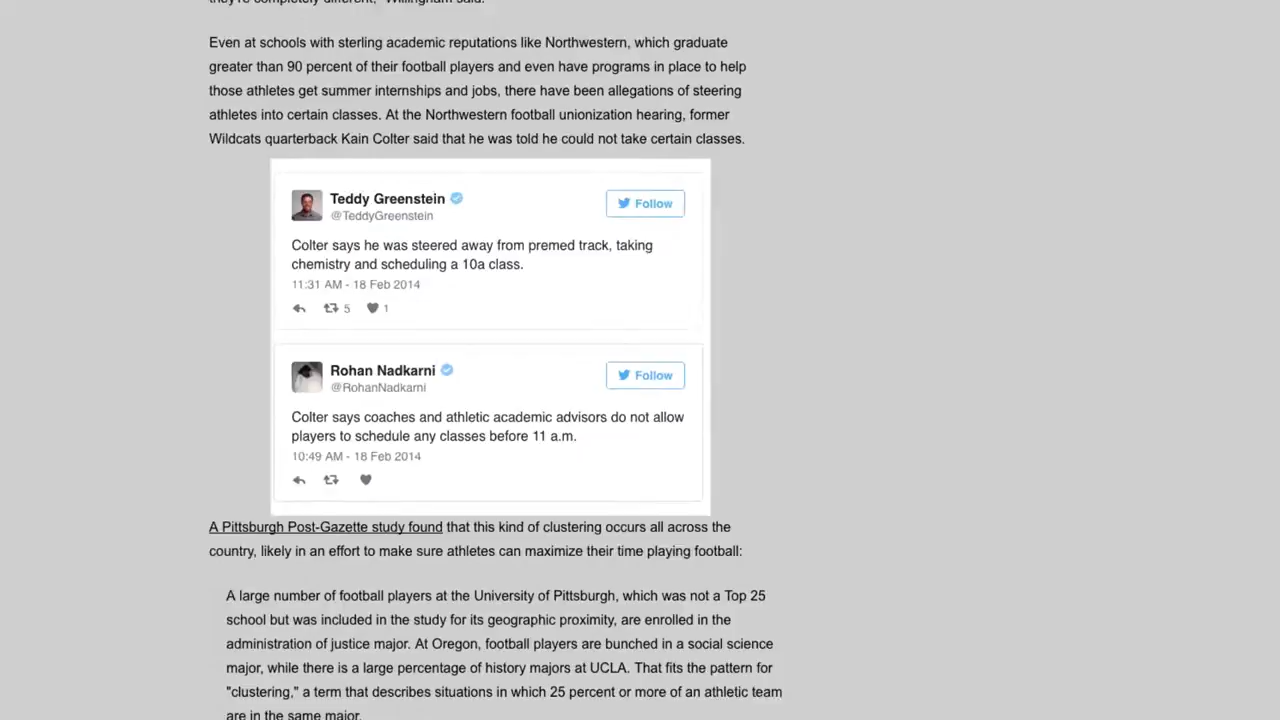 they're completely different," Willingham said.
Even at schools with sterling academic reputations like Northwestern, which graduate
greater than 90 percent of their football players and even have programs in place to help
those athletes get summer internships and jobs, there have been allegations of steering
athletes into certain classes. At the Northwestern football unionization hearing, former
Wildcats quarterback Kain Colter said that he was told he could not take certain classes.
Teddy Greenstein
Follow
@TeddyGreenstein
Colter says he was steered away from premed track, taking
chemistry and scheduling a 10a class.
11:31 AM - 18 Feb 2014
5 1
Rohan Nadkarni
Follow
@RohanNadkarni
Colter says coaches and athletic academic advisors do not allow
players to schedule any classes before 11 a.m.
10:49 AM - 18 Feb 2014
A Pittsburgh Post-Gazette study found that this kind of clustering occurs all across the
country, likely in an effort to make sure athletes can maximize their time playing football:
A large number of football players at the University of Pittsburgh, which was not a Top 25
school but was included in the study for its geographic proximity, are enrolled in the
administration of justice major. At Oregon, football players are bunched in a social science
major, while there is a large percentage of history majors at UCLA. That fits the pattern for
"clustering," a term that describes situations in which 25 percent or more of an athletic team
are in the same major.